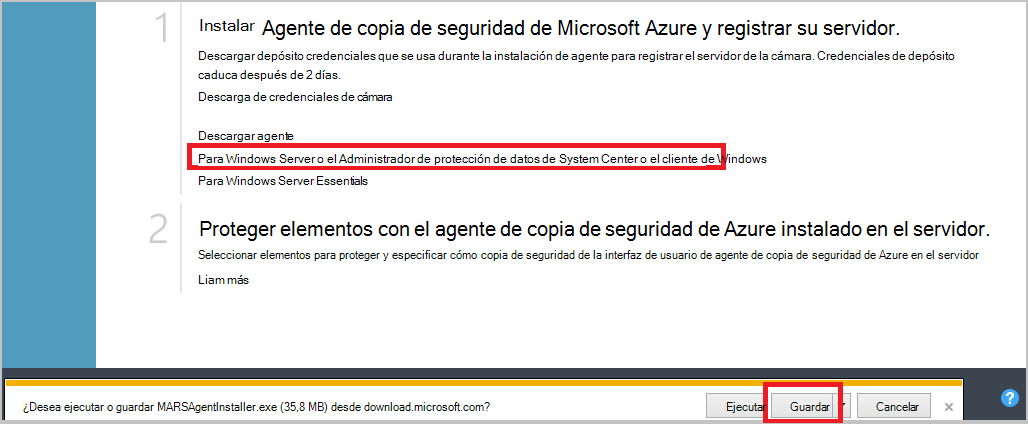 1 Instalar Agente de copia de seguridad de Microsoft Azure y registrar su servidor.
Descargar depósito credenciales que se usa durante la instalación de agente para registrar el servidor de la cámara. Credenciales de depósito
caduca después de 2 días.
Descarga de credenciales de cámara
Descargar agente
Para Windows Server o el Administrador de protección de datos de System Center o el cliente de Windows
Para Windows Server Essentials
2 Proteger elementos con el agente de copia de seguridad de Azure instalado en el servidor.
Seleccionar elementos para proteger y especificar cómo copia de seguridad de la interfaz de usuario de agente de copia de seguridad de Azure en el servidor
Liam más
¿Desea ejecutar o guardar MARSAgentInstaller.exe (35,8 MB) desde download.microsoft.com? Ejecutar Guardar Cancelar × ?